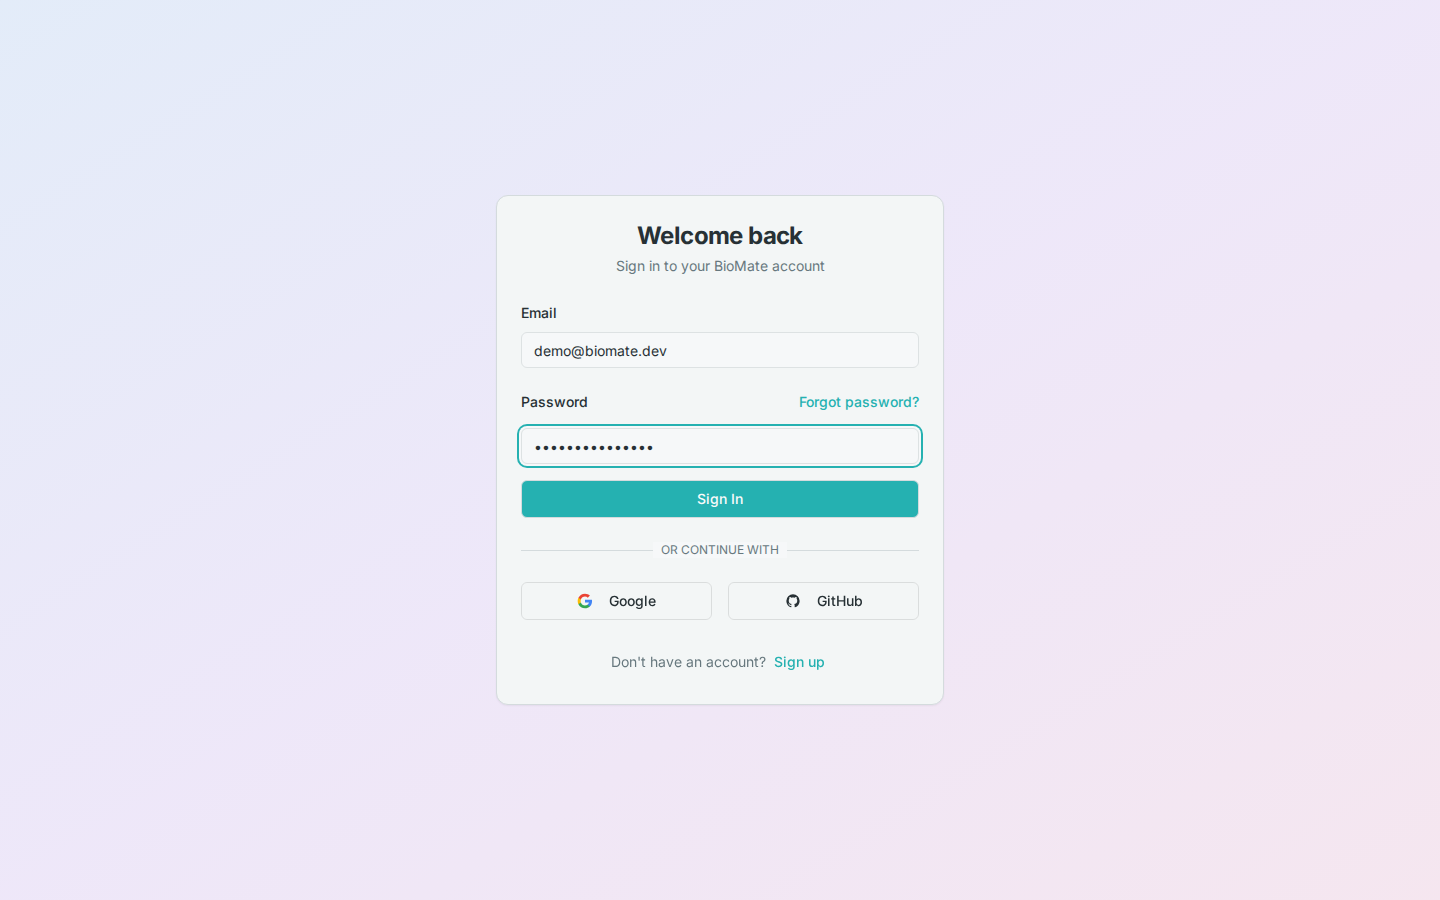 Welcome back
Sign in to your BioMate account
Email
demo@biomate.dev
Password
Forgot password?
•••••••••••••••
Sign In
OR CONTINUE WITH
Google
GitHub
Don't have an account? Sign up